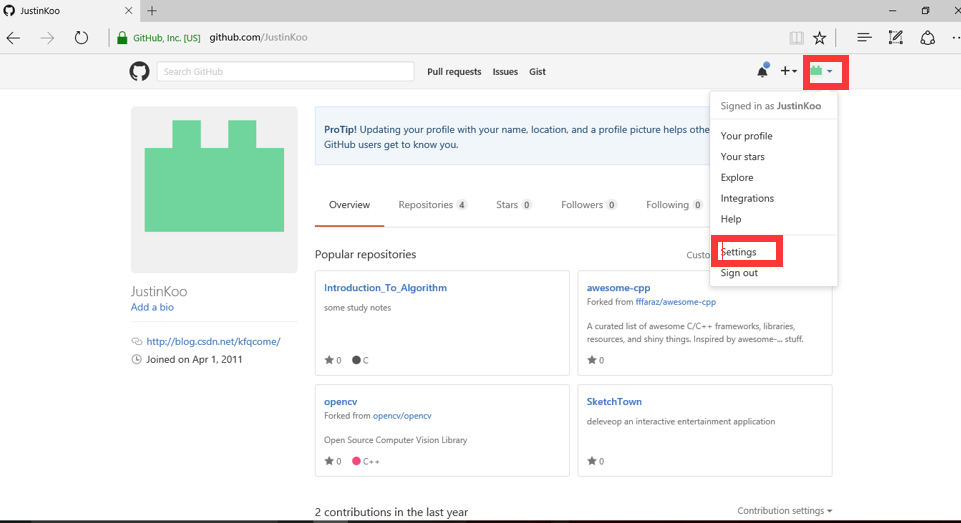 JustinKoo
GitHub, Inc. [US] github.com/JustinKoo
Search GitHub Pull requests Issues Gist
Signed in as JustinKoo
Your profile
Your stars
Explore
Integrations
Help
Settings
Sign out
ProTip! Updating your profile with your name, location, and a profile picture helps othe
GitHub users get to know you.
Overview Repositories 4 Stars 0 Followers 0 Following 0
JustinKoo
Add a bio
http://blog.csdn.net/kfqcome/
Joined on Apr 1, 2011
Popular repositories Custo
Introduction_To_Algorithm
some study notes
0 C
awesome-cpp
Forked from fffaraz/awesome-cpp
A curated list of awesome C/C++ frameworks, libraries,
resources, and shiny things. Inspired by awesome-... stuff.
0
opencv
Forked from opencv/opencv
Open Source Computer Vision Library
0 C++
SketchTown
deleveop an interactive entertainment application
0
2 contributions in the last year Contribution settings